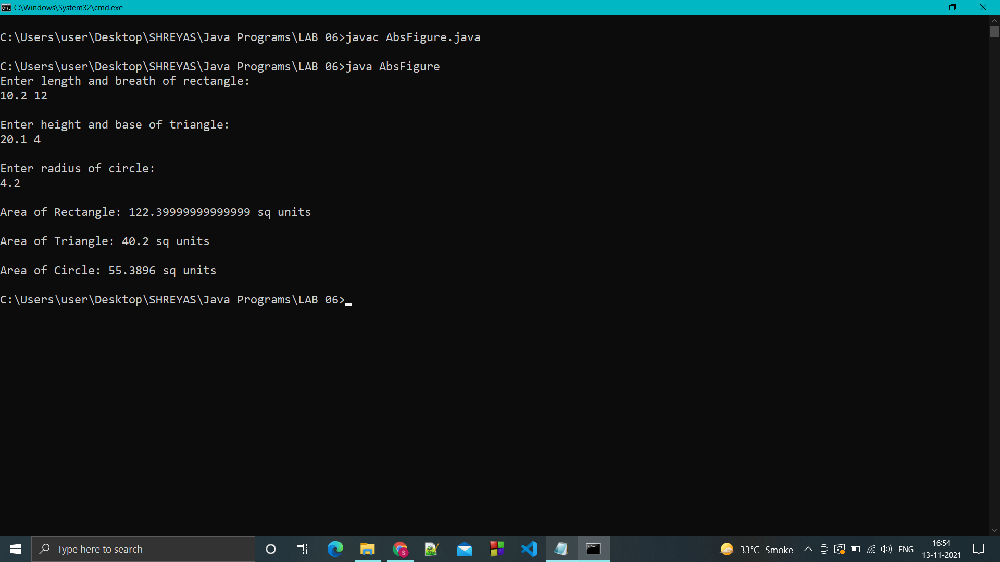 C:\Windows\System32\cmd.exe
C:\Users\user\Desktop\SHREYAS\Java Programs\LAB 06>javac AbsFigure.java
C:\Users\user\Desktop\SHREYAS\Java Programs\LAB 06>java AbsFigure
Enter length and breath of rectangle:
10.2 12
Enter height and base of triangle:
20.1 4
Enter radius of circle:
4.2
Area of Rectangle: 122.39999999999999 sq units
Area of Triangle: 40.2 sq units
Area of Circle: 55.3896 sq units
C:\Users\user\Desktop\SHREYAS\Java Programs\LAB 06>
Type here to search
S
33°C Smoke
ENG
16:54
13-11-2021